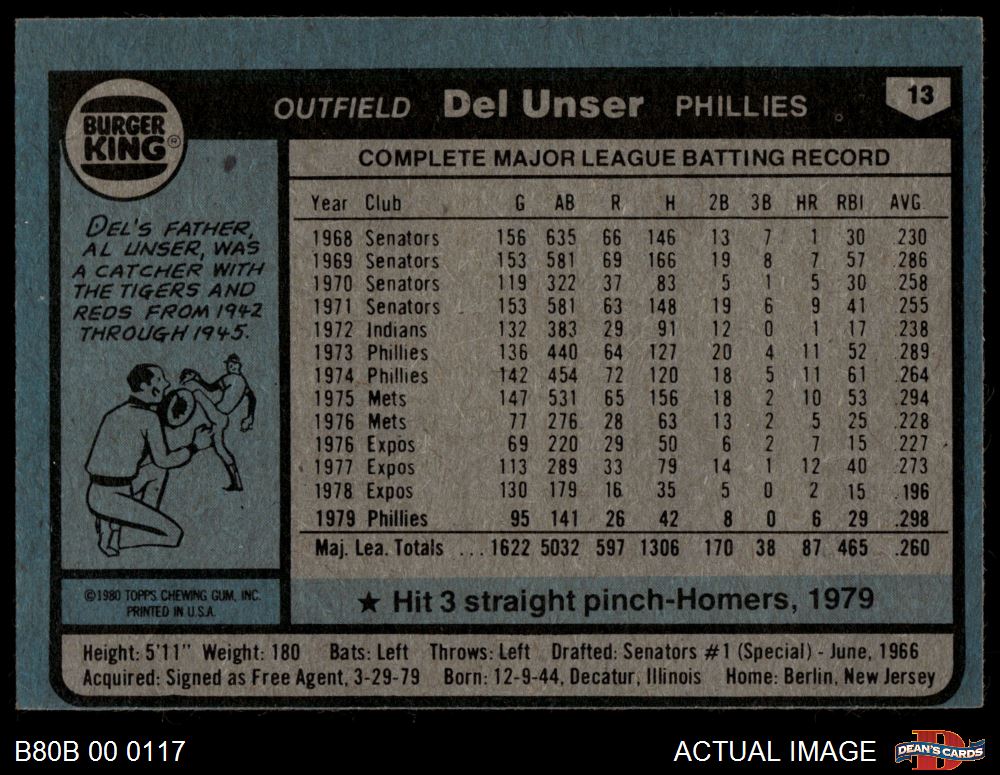 BURGER
KING®
OUTFIELD Del Unser PHILLIES 13
DEL'S FATHER,
AL UNSER, WAS
A CATCHER WITH
THE TIGERS AND
REDS FROM 1942
THROUGH 1945.
COMPLETE MAJOR LEAGUE BATTING RECORD
Year Club G AB R H 2B 3B HR RBI AVG.
1968 Senators 156 635 66 146 13 7 1 30 .230
1969 Senators 153 581 69 166 19 8 7 57 .286
1970 Senators 119 322 37 83 5 1 5 30 .258
1971 Senators 153 581 63 148 19 6 9 41 .255
1972 Indians 132 383 29 91 12 0 1 17 .238
1973 Phillies 136 440 64 127 20 4 11 52 .289
1974 Phillies 142 454 72 120 18 5 11 61 .264
1975 Mets 147 531 65 156 18 2 10 53 .294
1976 Mets 77 276 28 63 13 2 5 25 .228
1976 Expos 69 220 29 50 6 2 7 15 .227
1977 Expos 113 289 33 79 14 1 12 40 .273
1978 Expos 130 179 16 35 5 0 2 15 .196
1979 Phillies 95 141 26 42 8 0 6 29 .298
Maj. Lea. Totals ...1622 5032 597 1306 170 38 87 465 .260
©1980 TOPPS CHEWING GUM, INC.
PRINTED IN U.S.A.
★ Hit 3 straight pinch-Homers, 1979
Height: 5'11" Weight: 180 Bats: Left Throws: Left Drafted: Senators #1 (Special) - June, 1966
Acquired: Signed as Free Agent, 3-29-79 Born: 12-9-44, Decatur, Illinois Home: Berlin, New Jersey
B80B 00 0117 ACTUAL IMAGE DEAN'S CARDS